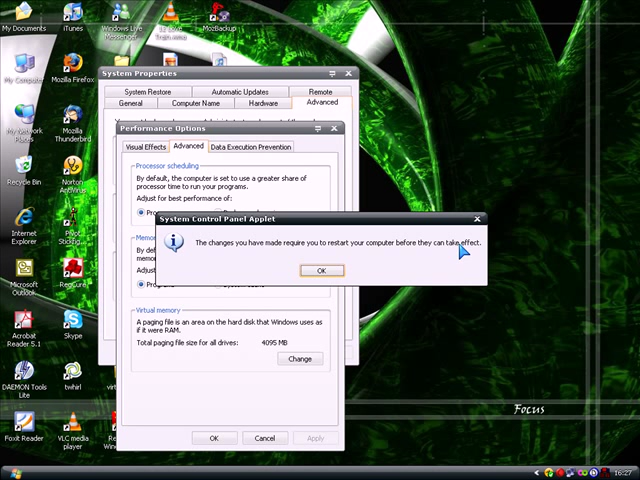 My Documents
iTunes
Windows Live
Messenger
MozBackup
My Computer
Mozilla Firefox
My Network
Places
Mozilla
Thunderbird
Recycle Bin
Norton
AntiVirus
Internet
Explorer
Pivot
Stickfig...
Microsoft
Outlook
RegCure
Acrobat
Reader 5.1
Skype
DAEMON Tools
Lite
twhirl
Foxit Reader
VLC media
player
System Properties
System Restore
Automatic Updates
Remote
General
Computer Name
Hardware
Advanced
Performance Options
Visual Effects
Advanced
Data Execution Prevention
Processor scheduling
By default, the computer is set to use a greater share of
processor time to run your programs.
Adjust for best performance of:
System Control Panel Applet
The changes you have made require you to restart your computer before they can take effect.
OK
Virtual memory
A paging file is an area on the hard disk that Windows uses as
if it were RAM.
Total paging file size for all drives: 4095 MB
Change
OK
Cancel
Apply
Focus
start
16:27